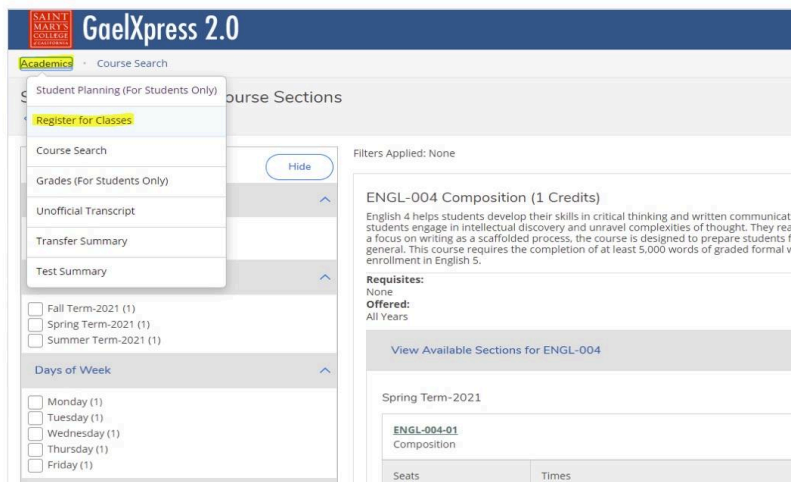 SAINT
MARY'S
COLLEGE
of CALIFORNIA
GaelXpress 2.0
Academics · Course Search
Student Planning (For Students Only)
Register for Classes
Course Search
Grades (For Students Only)
Unofficial Transcript
Transfer Summary
Test Summary
S
ourse Sections
Hide
Fall Term-2021 (1)
Spring Term-2021 (1)
Summer Term-2021 (1)
Days of Week
Monday (1)
Tuesday (1)
Wednesday (1)
Thursday (1)
Friday (1)
Filters Applied: None
ENGL-004 Composition (1 Credits)
English 4 helps students develop their skills in critical thinking and written communicat
students engage in intellectual discovery and unravel complexities of thought. They rea
a focus on writing as a scaffolded process, the course is designed to prepare students f
general. This course requires the completion of at least 5,000 words of graded formal w
enrollment in English 5.
Requisites:
None
Offered:
All Years
View Available Sections for ENGL-004
Spring Term-2021
ENGL-004-01
Composition
Seats Times